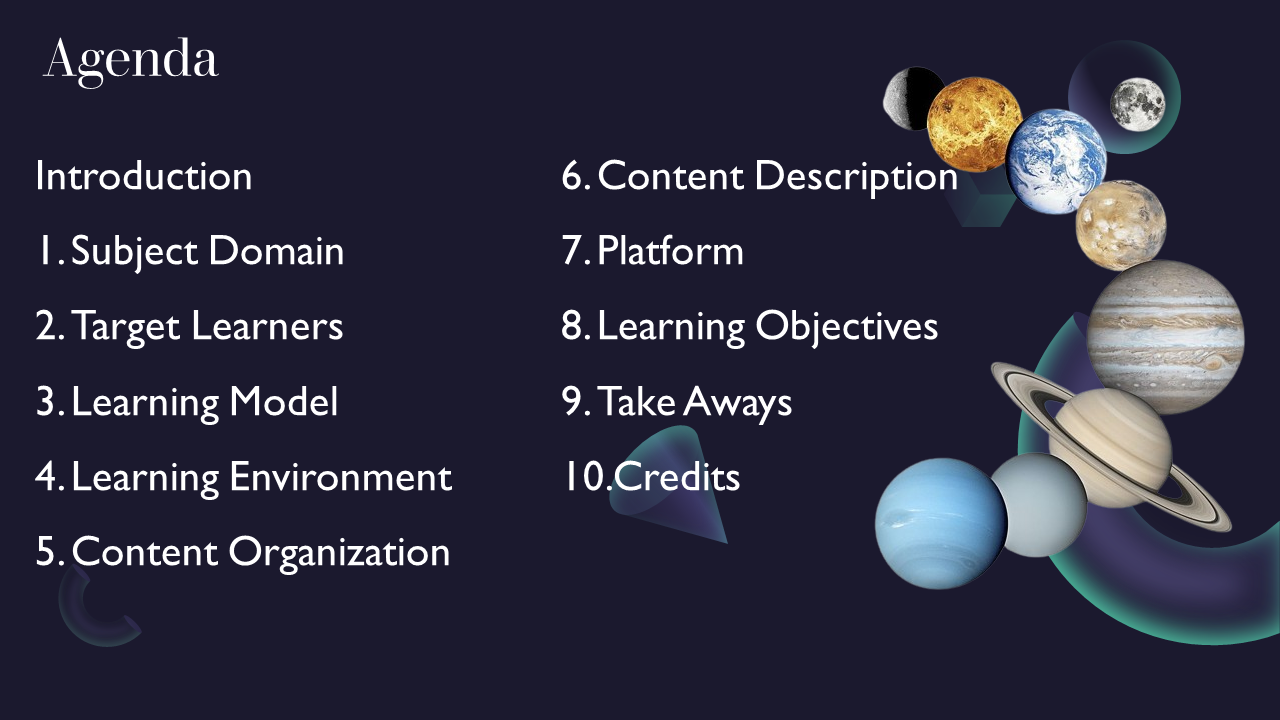 Agenda
Introduction
1. Subject Domain
2. Target Learners
3. Learning Model
4. Learning Environment
5. Content Organization
6. Content Description
7. Platform
8. Learning Objectives
9. Take Aways
10.Credits